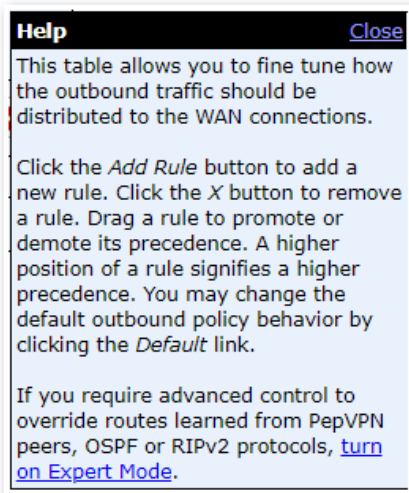 Help Close
This table allows you to fine tune how
the outbound traffic should be
distributed to the WAN connections.
Click the Add Rule button to add a
new rule. Click the X button to remove
a rule. Drag a rule to promote or
demote its precedence. A higher
position of a rule signifies a higher
precedence. You may change the
default outbound policy behavior by
clicking the Default link.
If you require advanced control to
override routes learned from PepVPN
peers, OSPF or RIPv2 protocols, turn
on Expert Mode.